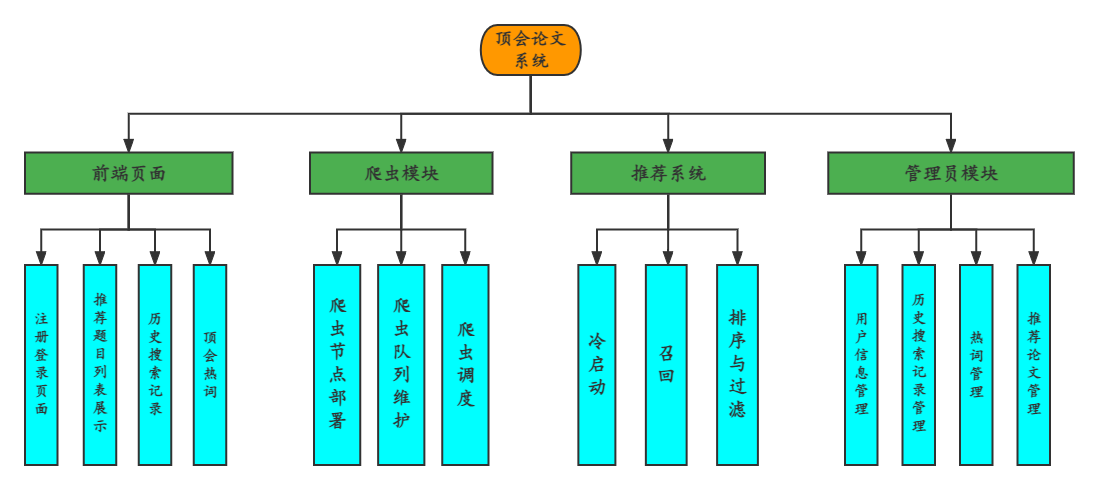 顶会论文
系统
前端页面
爬虫模块
推荐系统
管理员模块
注册登录页面
推荐题目列表展示
历史搜索记录
顶会热词
爬虫节点部署
爬虫队列维护
爬虫调度
冷启动
召回
排序与过滤
用户信息管理
历史搜索记录管理
热词管理
推荐论文管理